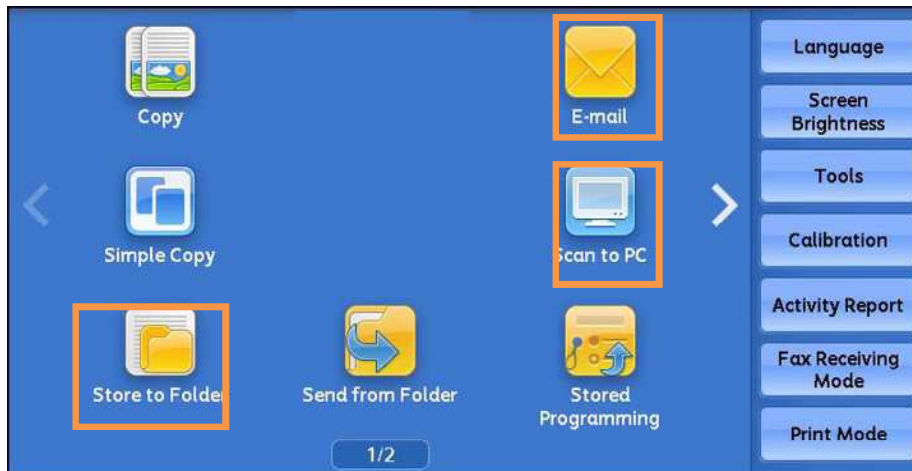 Copy
E-mail
Simple Copy
Scan to PC
Store to Folder
Send from Folder
Stored
Programming
1/2
Language
Screen
Brightness
Tools
Calibration
Activity Report
Fax Receiving
Mode
Print Mode